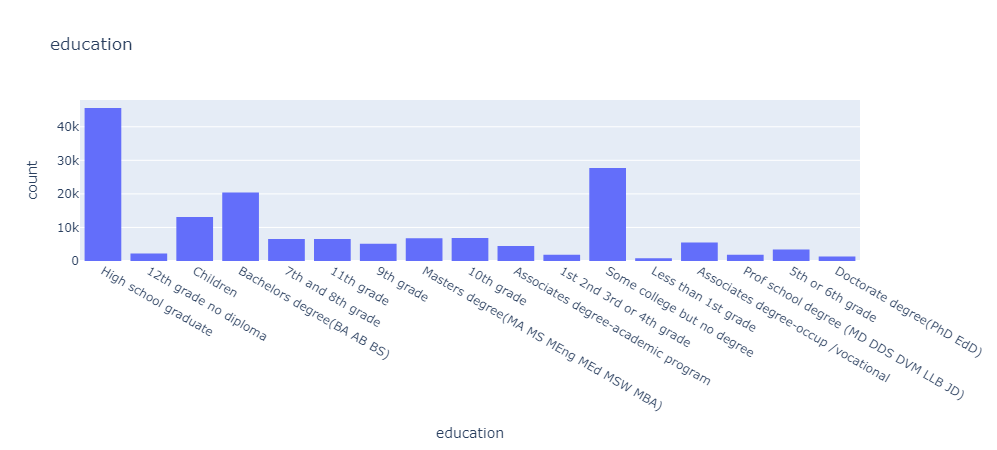 education
count
40k
30k
20k
10k
0
High school graduate
12th grade no diploma
Children
Bachelors degree(BA AB BS)
7th and 8th grade
11th grade
9th grade
Masters degree(MA MS MEng MEd MSW MBA)
10th grade
Associates degree-academic program
1st 2nd 3rd or 4th grade
Some college but no degree
Less than 1st grade
Associates degree-occup /vocational
Prof school degree (MD DDS DVM LLB JD)
5th or 6th grade
Doctorate degree(PhD EdD)
education